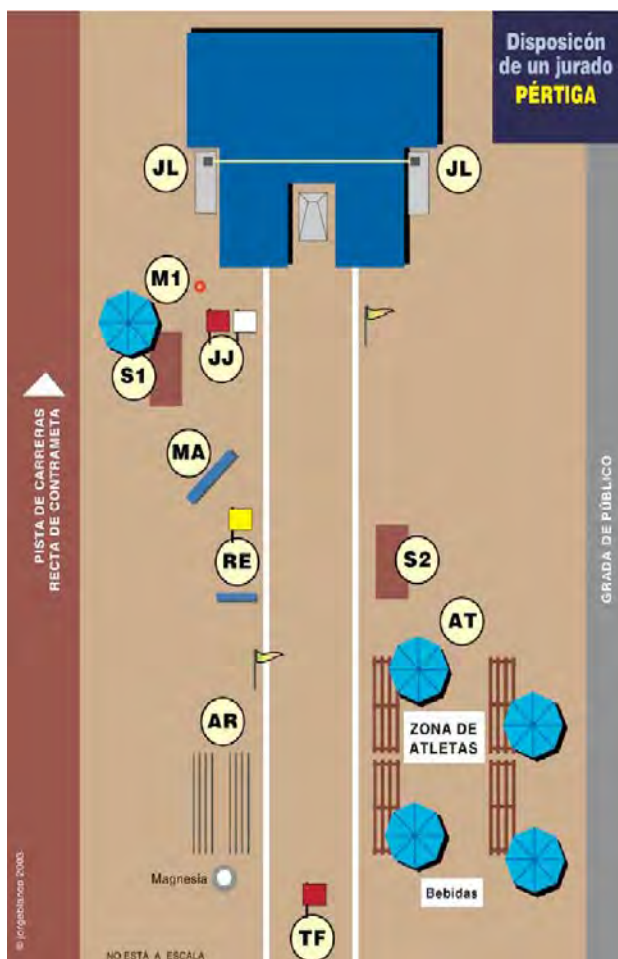 Disposicón
de un jurado
PÉRTIGA
JL
JL
M1
JJ
S1
MA
RE
S2
AT
AR
ZONA DE
ATLETAS
Magnesia
Bebidas
TF
NO ESTÁ A ESCALA
PISTA DE CARRERAS
RECTA DE CONTRAMETA
GRADA DE PÚBLICO
© jorgeblanco 2003